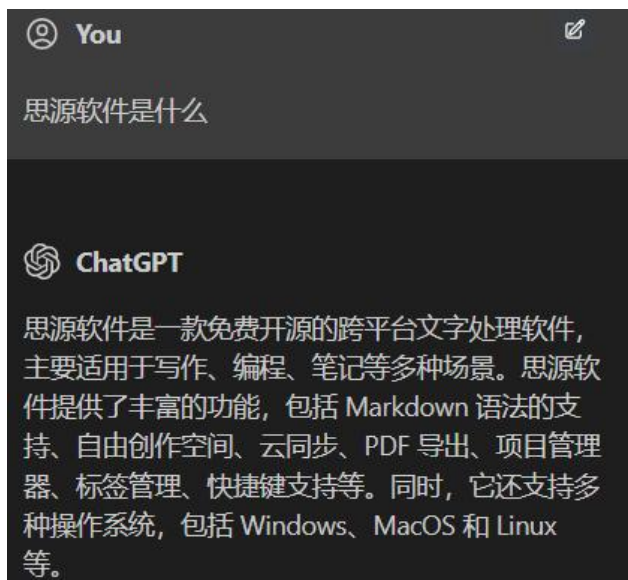 You
思源软件是什么
ChatGPT
思源软件是一款免费开源的跨平台文字处理软件，
主要适用于写作、编程、笔记等多种场景。思源软
件提供了丰富的功能，包括 Markdown 语法的支
持、自由创作空间、云同步、PDF 导出、项目管理
器、标签管理、快捷键支持等。同时，它还支持多
种操作系统，包括 Windows、MacOS 和 Linux
等。